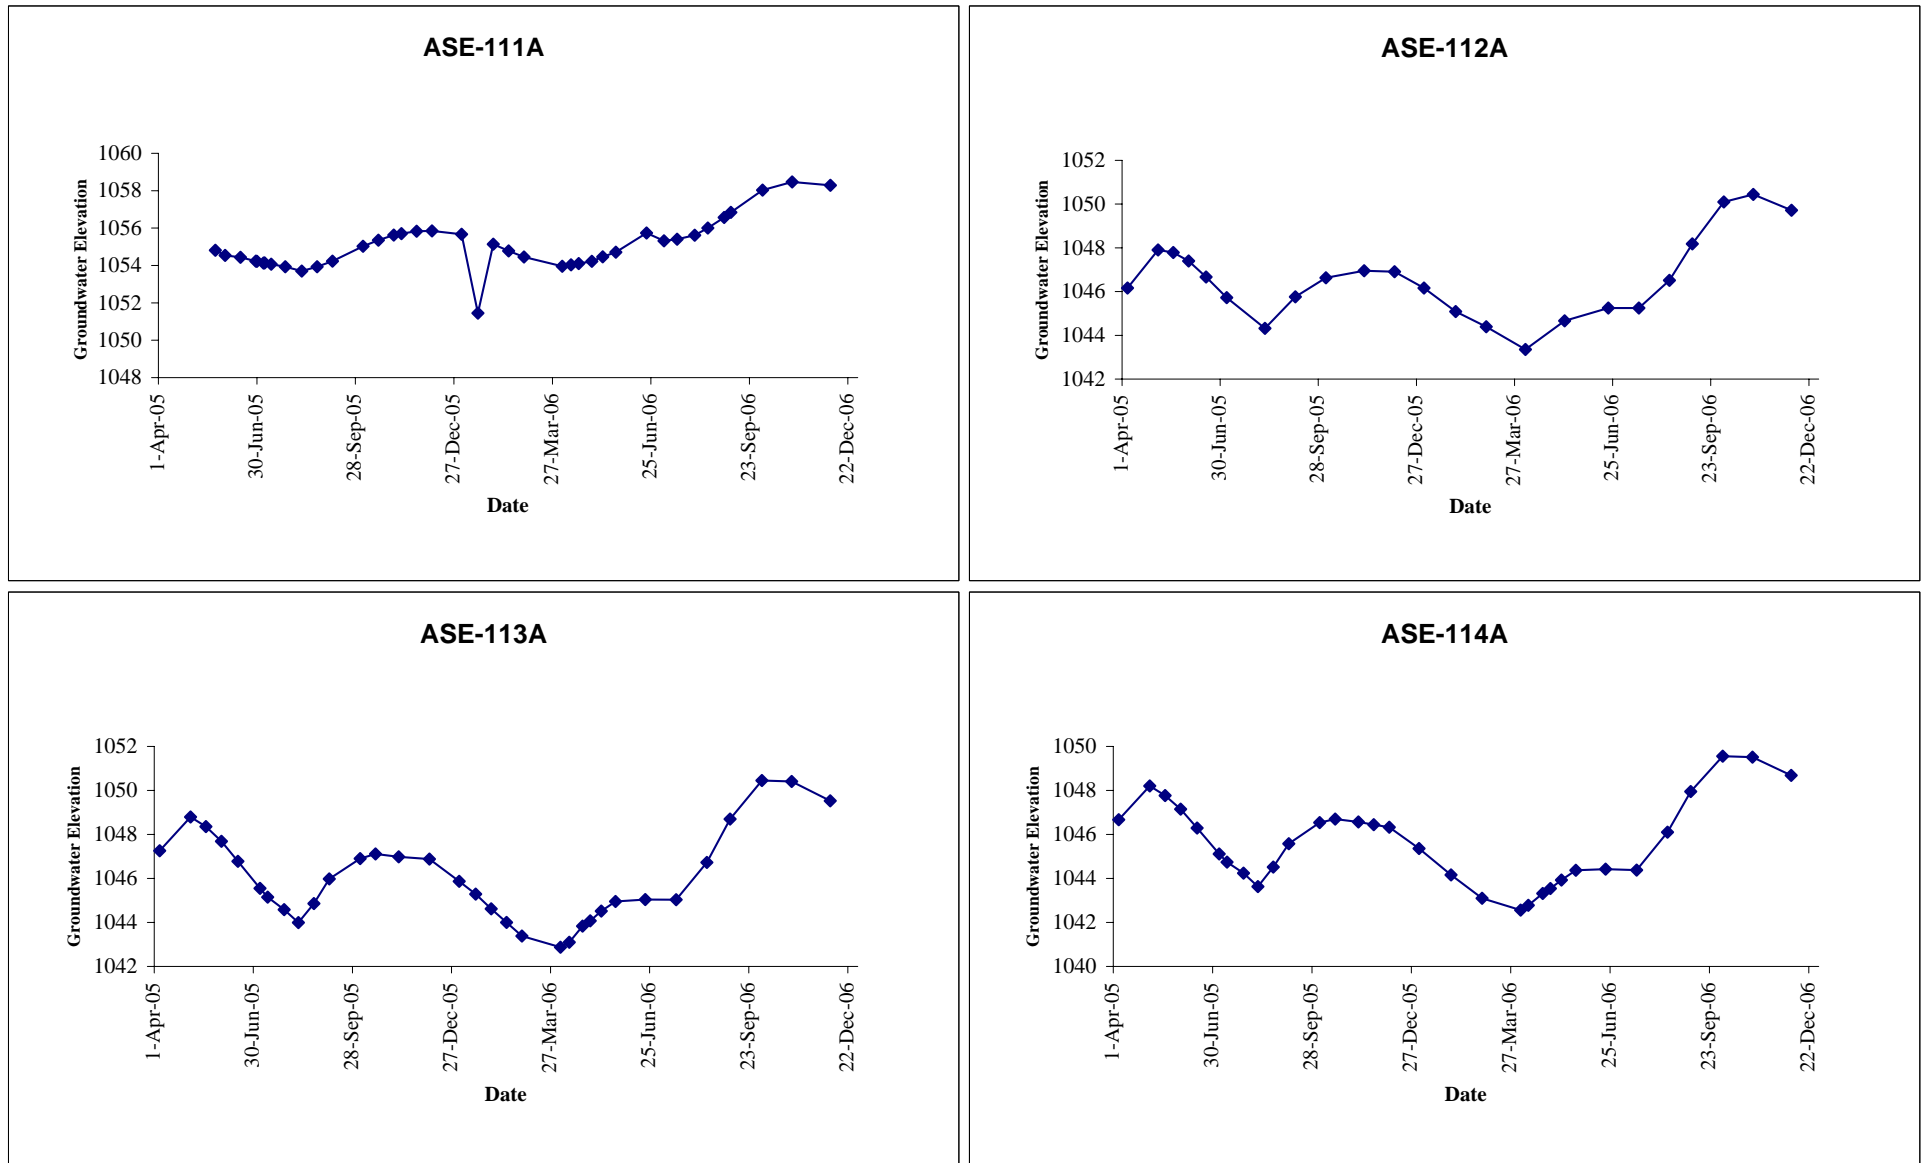 ASE-111A
Groundwater Elevation
1060
1058
1056
1054
1052
1050
1048
1-Apr-05
30-Jun-05
28-Sep-05
27-Dec-05
27-Mar-06
25-Jun-06
23-Sep-06
22-Dec-06
Date
ASE-112A
Groundwater Elevation
1052
1050
1048
1046
1044
1042
1-Apr-05
30-Jun-05
28-Sep-05
27-Dec-05
27-Mar-06
25-Jun-06
23-Sep-06
22-Dec-06
Date
ASE-113A
Groundwater Elevation
1052
1050
1048
1046
1044
1042
1-Apr-05
30-Jun-05
28-Sep-05
27-Dec-05
27-Mar-06
25-Jun-06
23-Sep-06
22-Dec-06
Date
ASE-114A
Groundwater Elevation
1050
1048
1046
1044
1042
1040
1-Apr-05
30-Jun-05
28-Sep-05
27-Dec-05
27-Mar-06
25-Jun-06
23-Sep-06
22-Dec-06
Date